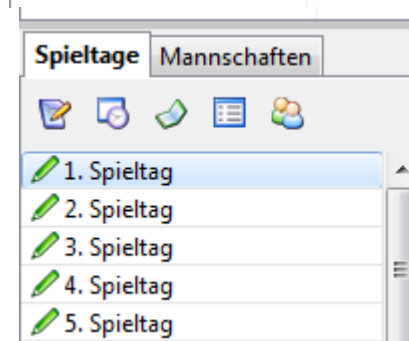 Spieltage Mannschaften
1. Spieltag
2. Spieltag
3. Spieltag
4. Spieltag
5. Spieltag